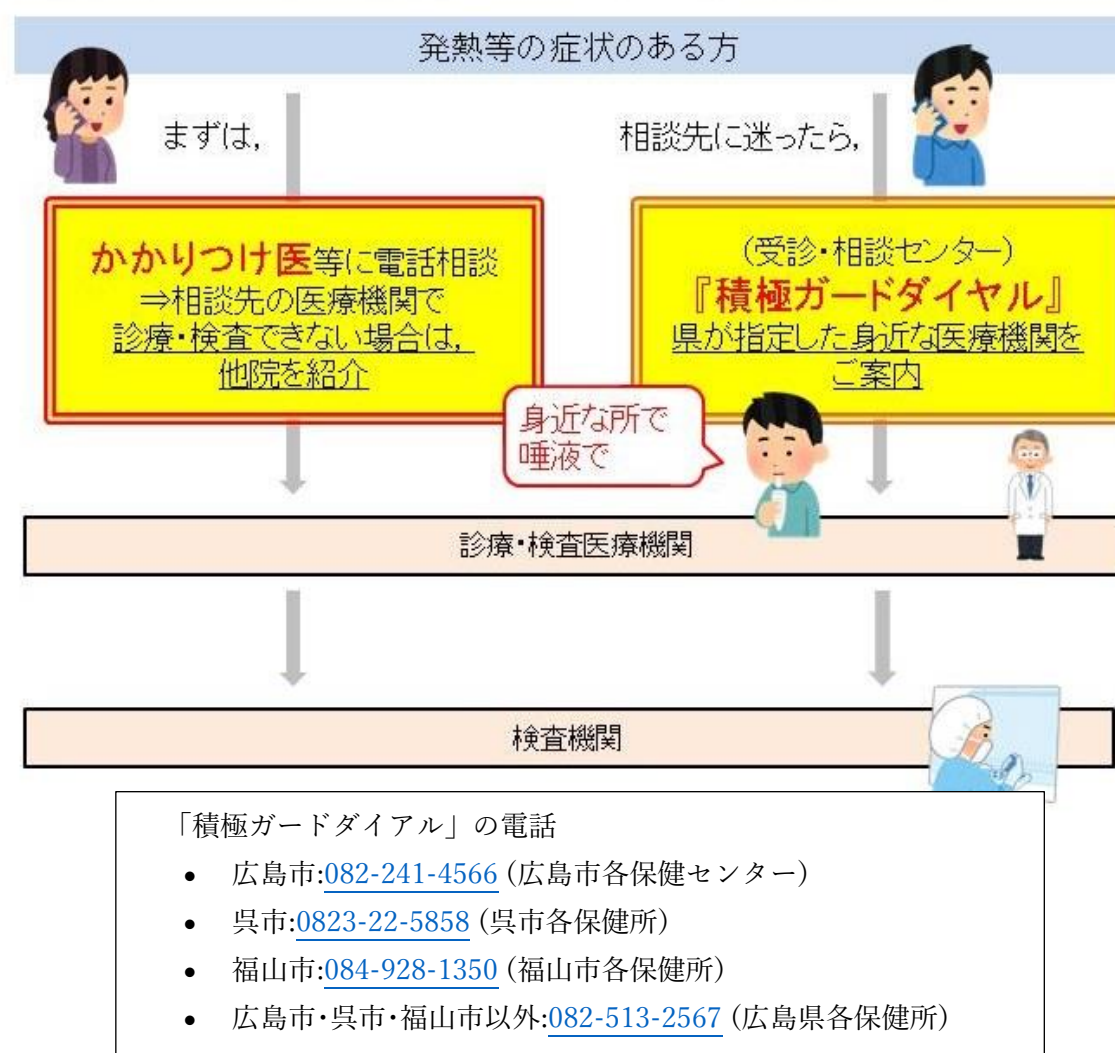 発熱等の症状のある方
まずは,
相談先に迷ったら,
かかりつけ医等に電話相談
⇒相談先の医療機関で
診療・検査できない場合は,
他院を紹介
(受診・相談センター)
『積極ガードダイヤル』
県が指定した身近な医療機関を
ご案内
身近な所で
唾液で
診療・検査医療機関
検査機関
「積極ガードダイアル」の電話
• 広島市:082-241-4566 (広島市各保健センター)
• 呉市:0823-22-5858 (呉市各保健所)
• 福山市:084-928-1350 (福山市各保健所)
• 広島市・呉市・福山市以外:082-513-2567 (広島県各保健所)